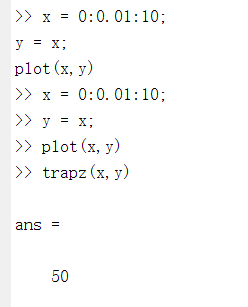 >> x = 0:0.01:10;
y = x;
plot(x,y)
>> x = 0:0.01:10;
>> y = x;
>> plot(x,y)
>> trapz(x,y)
ans =
50